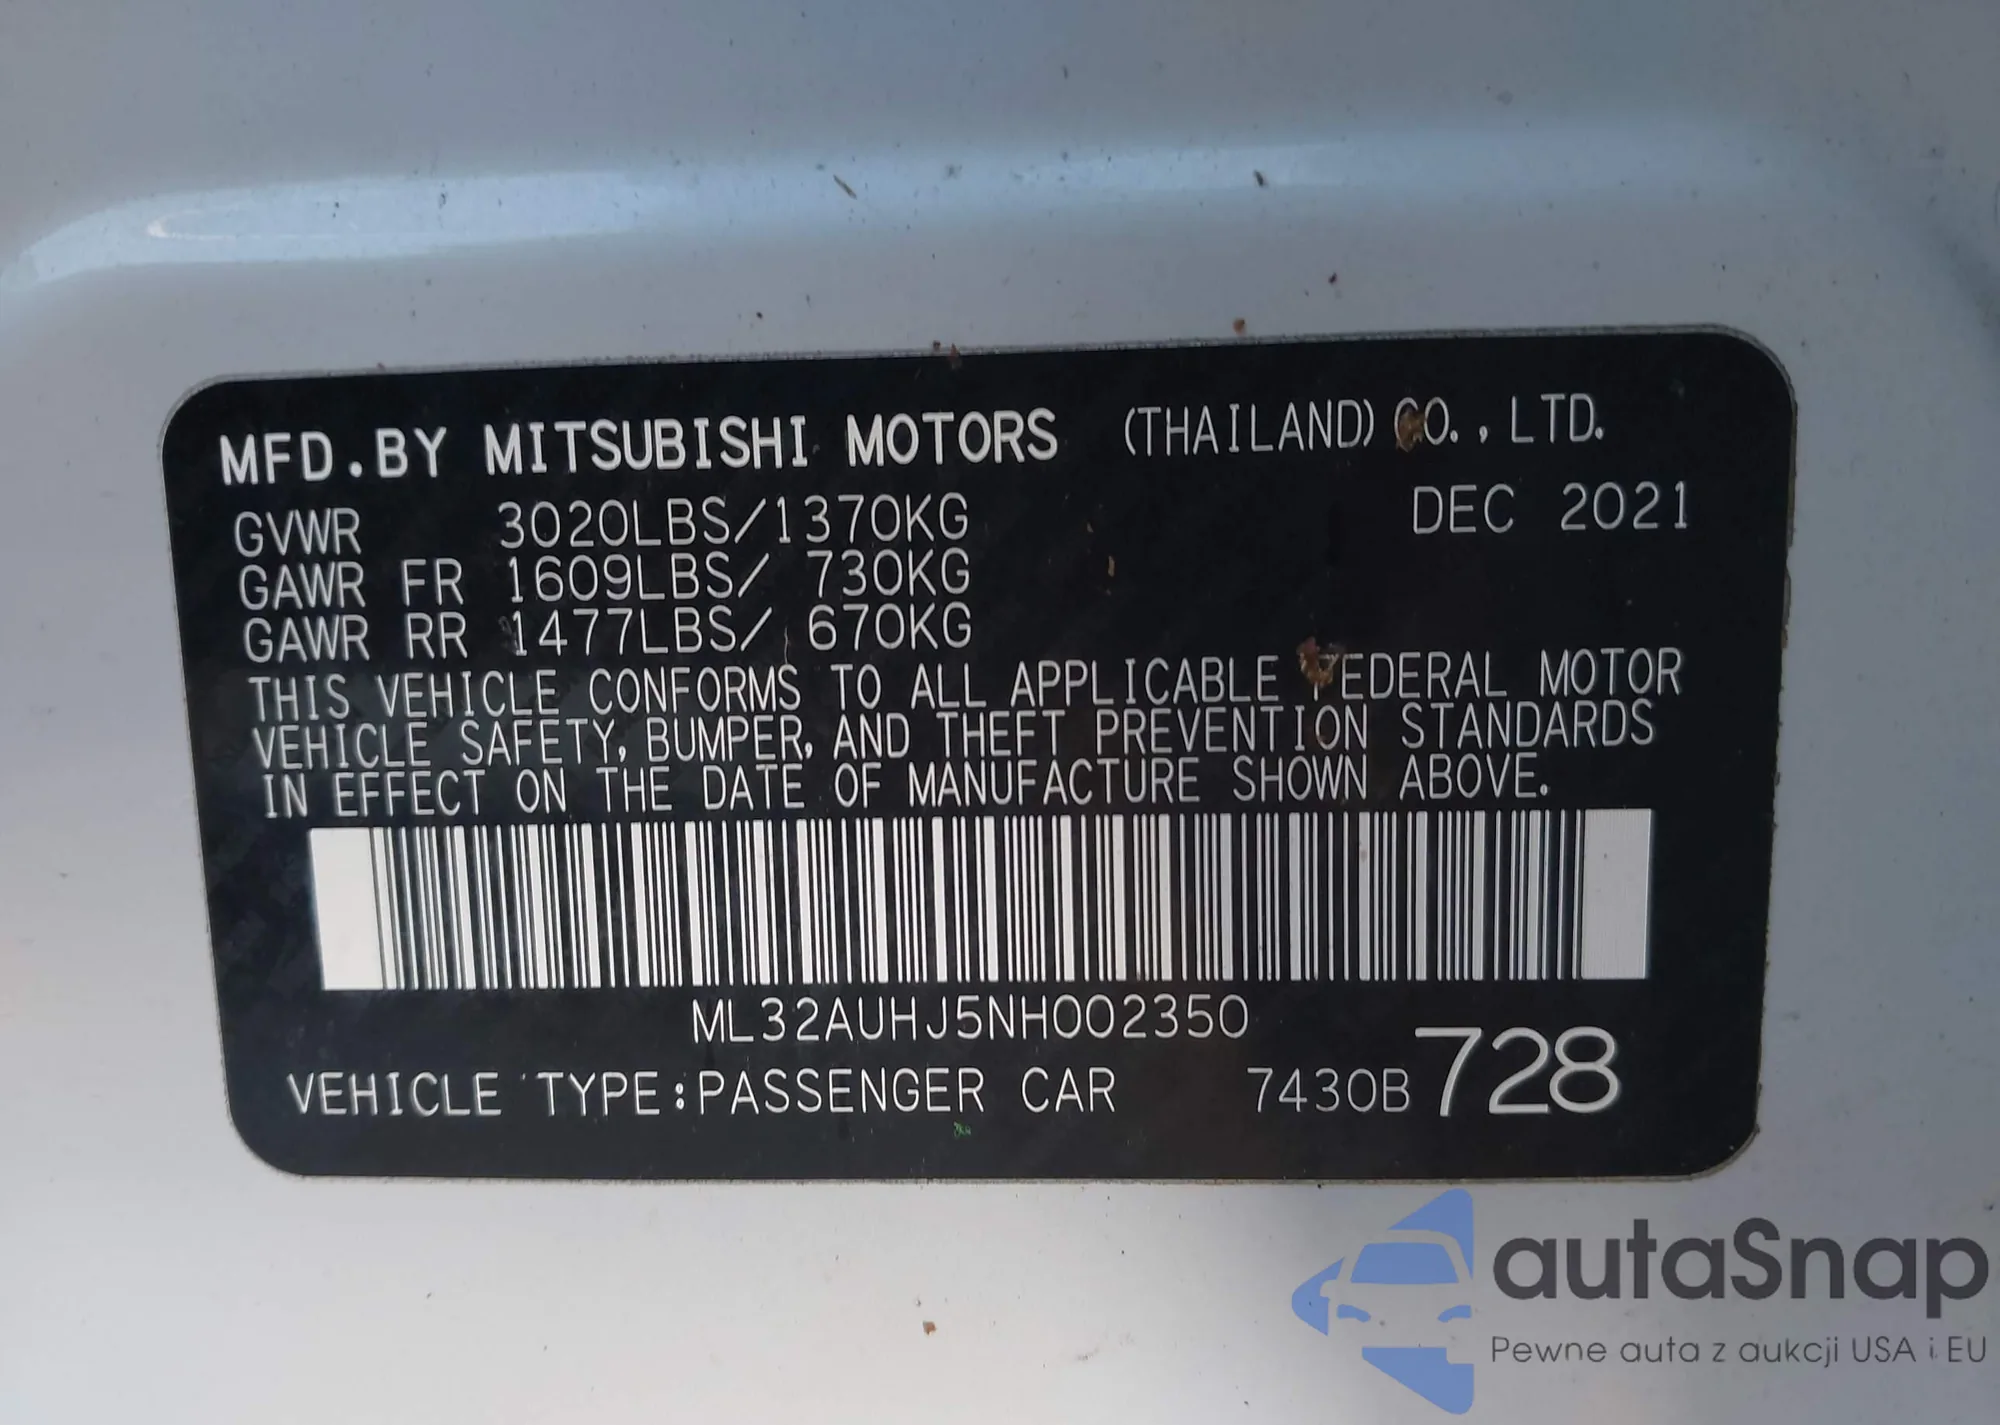 MFD.BY MITSUBISHI MOTORS (THAILAND) CO.,LTD.
GVWR 3020LBS/1370KG DEC 2021
GAWR FR 1609LBS/ 730KG
GAWR RR 1477LBS/ 670KG
THIS VEHICLE CONFORMS TO ALL APPLICABLE FEDERAL MOTOR
VEHICLE SAFETY, BUMPER, AND THEFT PREVENTION STANDARDS
IN EFFECT ON THE DATE OF MANUFACTURE SHOWN ABOVE.
ML32AUHJ5NH002350
VEHICLE TYPE:PASSENGER CAR 7430B 728
autaSnap
Pewne auta z aukcji USA i EU